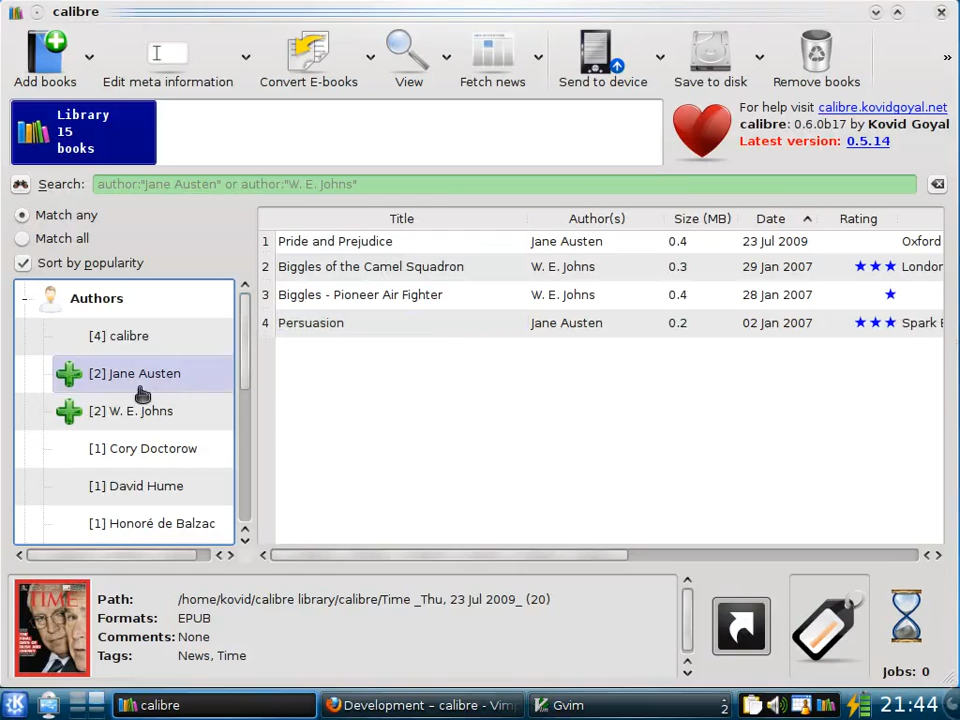 calibre
Add books
Edit meta information
Convert E-books
View
Fetch news
Send to device
Save to disk
Remove books
»
Library
15
books
For help visit calibre.kovidgoyal.net
calibre: 0.6.0b17 by Kovid Goyal
Latest version: 0.5.14
Search: author:"Jane Austen" or author:"W. E. Johns"
Match any
Match all
Sort by popularity
Authors
[4] calibre
[2] Jane Austen
[2] W. E. Johns
[1] Cory Doctorow
[1] David Hume
[1] Honoré de Balzac
Title Author(s) Size (MB) Date Rating
1 Pride and Prejudice Jane Austen 0.4 23 Jul 2009 Oxford
2 Biggles of the Camel Squadron W. E. Johns 0.3 29 Jan 2007 ★★★ London
3 Biggles - Pioneer Air Fighter W. E. Johns 0.4 28 Jan 2007 ★
4 Persuasion Jane Austen 0.2 02 Jan 2007 ★★★ Spark
TIME
Path: /home/kovid/calibre library/calibre/Time _Thu, 23 Jul 2009_ (20)
Formats: EPUB
Comments: None
Tags: News, Time
Jobs: 0
calibre
Development – calibre - Vim
Gvim
2
21:44